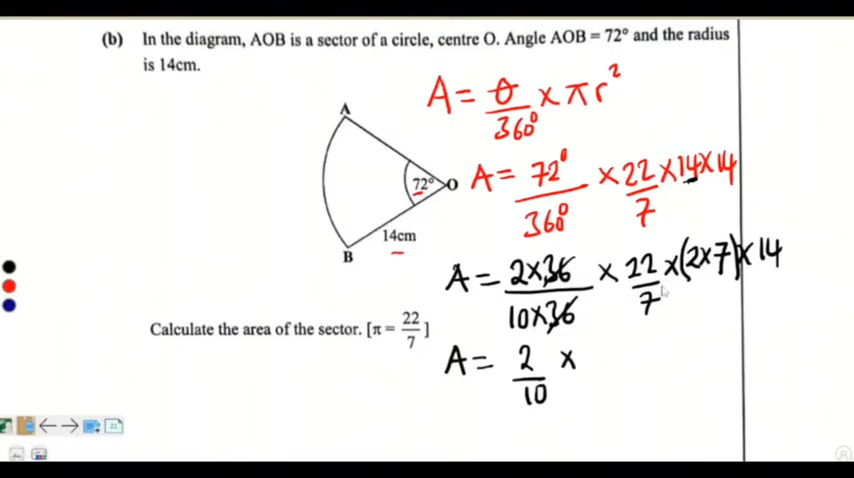 (b) In the diagram, AOB is a sector of a circle, centre O. Angle AOB = 72° and the radius
is 14cm.
A = θ/360° × πr²
A
72° O
A = 72°/360° × 22/7 × 14 × 14
14cm
B
A = 2×36/10×36 × 22/7 × (2×7) × 14
Calculate the area of the sector. [π = 22/7]
A = 2/10 ×